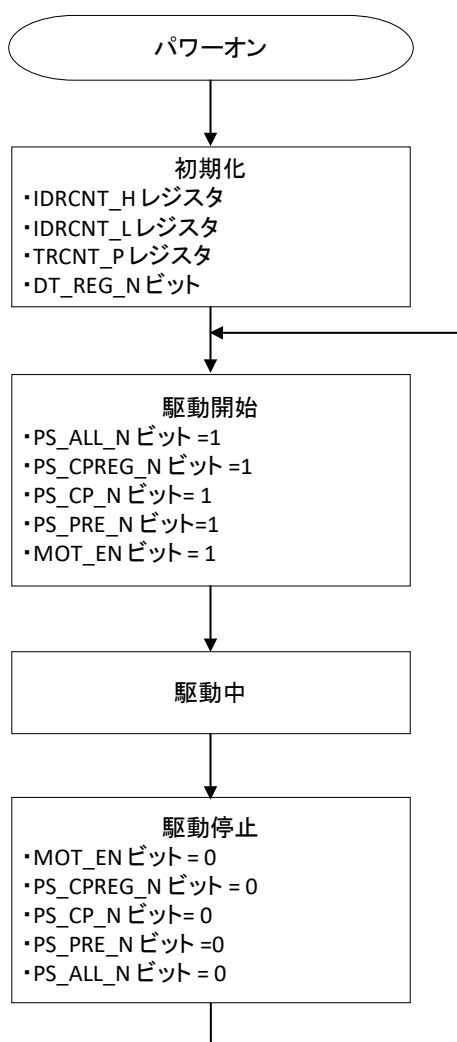 パワーオン
初期化
・IDRCNT_H レジスタ
・IDRCNT_L レジスタ
・TRCNT_P レジスタ
・DT_REG_N ビット
駆動開始
・PS_ALL_N ビット =1
・PS_CPREG_N ビット =1
・PS_CP_N ビット= 1
・PS_PRE_N ビット=1
・MOT_EN ビット = 1
駆動中
駆動停止
・MOT_EN ビット = 0
・PS_CPREG_N ビット = 0
・PS_CP_N ビット= 0
・PS_PRE_N ビット =0
・PS_ALL_N ビット = 0